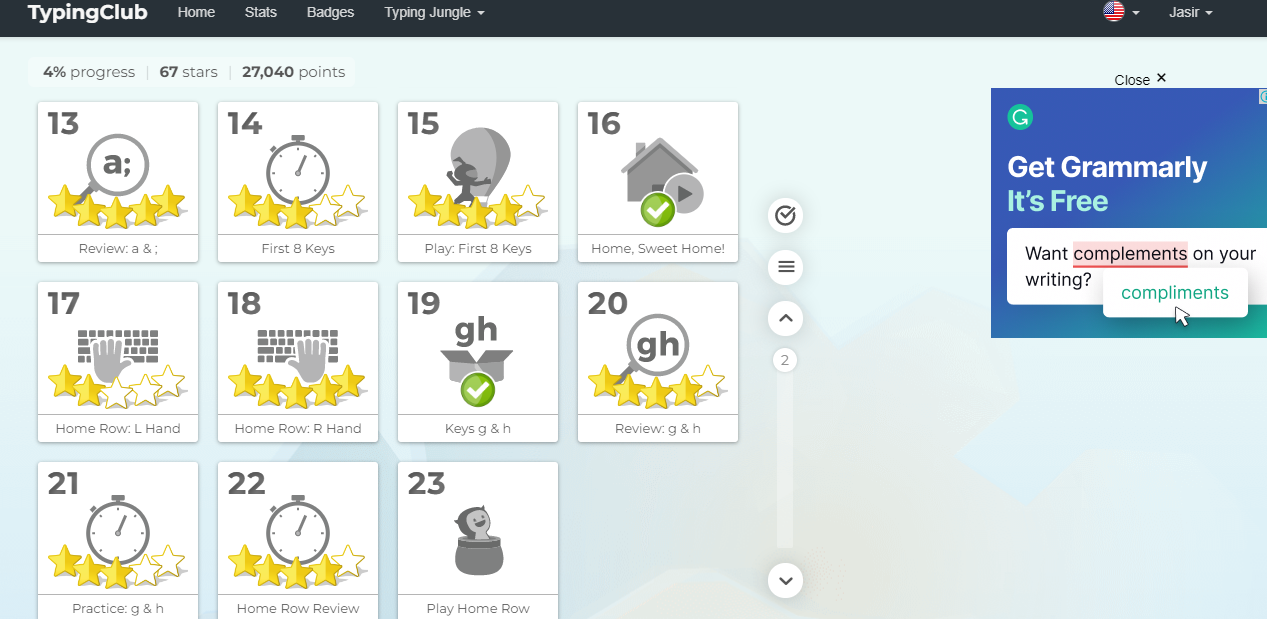 TypingClub Home Stats Badges Typing Jungle Jasir
4% progress | 67 stars | 27,040 points
Close ×
13 14 15 16
a;
Review: a & ; First 8 Keys Play: First 8 Keys Home, Sweet Home!
Get Grammarly
It's Free
Want complements on your
writing?
compliments
17 18 19 20
gh gh
2
Home Row: L Hand Home Row: R Hand Keys g & h Review: g & h
21 22 23
Practice: g & h Home Row Review Play Home Row